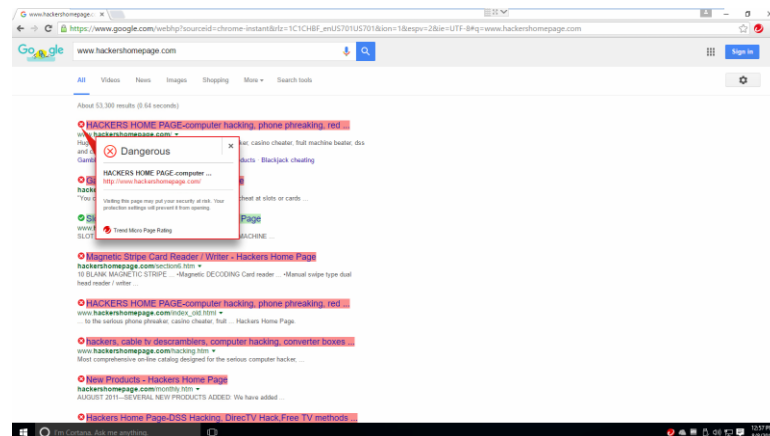 G www.hackershomepage.c
https://www.google.com/webhp?sourceid=chrome-instant&rlz=1C1CHBF_enUS701US701&ion=1&espv=2&ie=UTF-8#q=www.hackershomepage.com
Google
www.hackershomepage.com
Sign in
All Videos News Images Shopping More Search tools
About 53,300 results (0.64 seconds)
HACKERS HOME PAGE-computer hacking, phone phreaking, red ...
www.hackershomepage.com/
ker, casino cheater, fruit machine beater, dss
and
ducts Blackjack cheating
Dangerous
HACKERS HOME PAGE-computer ...
http://www.hackershomepage.com/
Visiting this page may put your security at risk. Your
protection settings will prevent it from opening.
Trend Micro Page Rating
"You
cheat at slots or cards ...
Page
SLOT
MACHINE ...
Magnetic Stripe Card Reader / Writer - Hackers Home Page
hackershomepage.com/section6.htm
10 BLANK MAGNETIC STRIPE ... •Magnetic DECODING Card reader ... •Manual swipe type dual
head reader / writer ...
HACKERS HOME PAGE-computer hacking, phone phreaking, red ...
www.hackershomepage.com/index_old.html
... to the serious phone phreaker, casino cheater, fruit ... Hackers Home Page.
hackers, cable tv descramblers, computer hacking, converter boxes ...
www.hackershomepage.com/hacking.htm
Most comprehensive on-line catalog designed for the serious computer hacker, ...
New Products - Hackers Home Page
hackershomepage.com/monthly.htm
AUGUST 2011—SEVERAL NEW PRODUCTS ADDED. We have added ...
Hackers Home Page-DSS Hacking, DirecTV Hack,Free TV methods ...
I'm Cortana. Ask me anything.
12:57 P